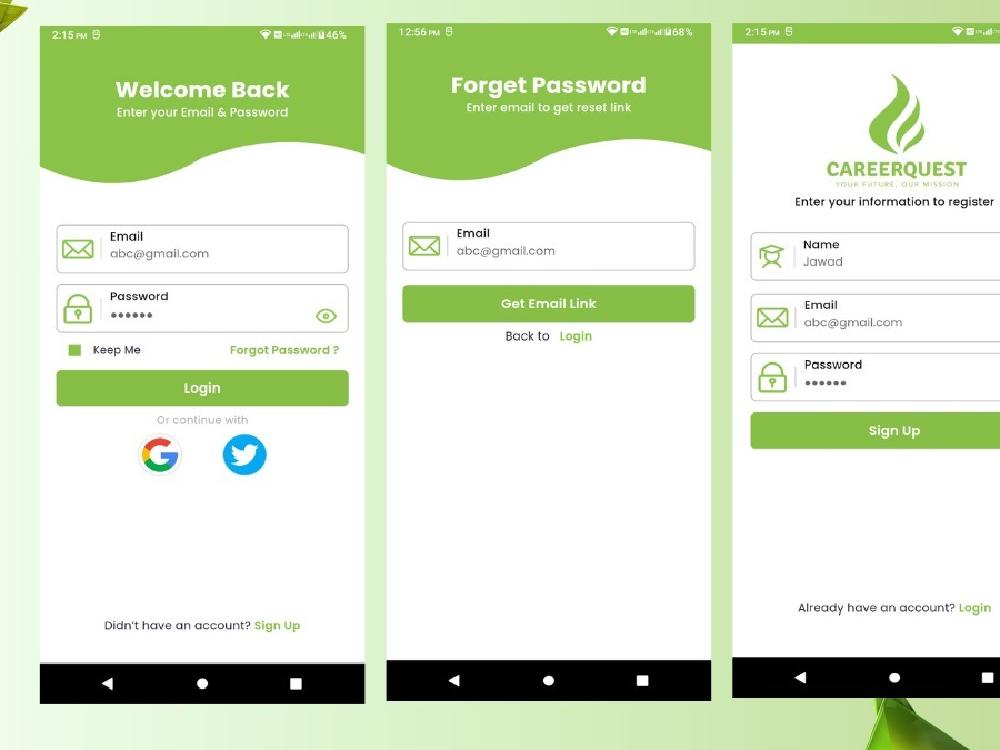 2:15 PM
46%
Welcome Back
Enter your Email & Password
Email
abc@gmail.com
Password
Keep Me
Forgot Password ?
Login
Or continue with
Didn't have an account? Sign Up
12:56 PM
68%
Forget Password
Enter email to get reset link
Email
abc@gmail.com
Get Email Link
Back to Login
2:15 PM
CAREERQUEST
YOUR FUTURE, OUR MISSION
Enter your information to register
Name
Jawad
Email
abc@gmail.com
Password
Sign Up
Already have an account? Login